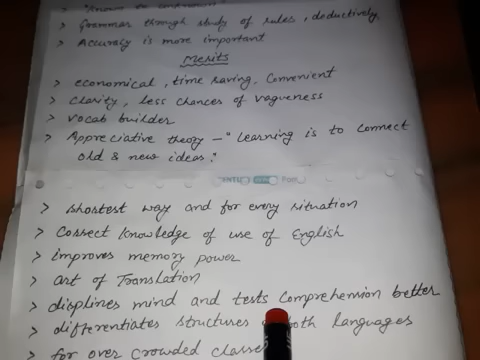 > "Known to unknown"
> Grammar through study of rules, deductively
> Accuracy is more important
Merits
> economical, time saving, Convenient
> Clarity, less chances of vagueness
> Vocab builder
> Appreciative theory – "Learning is to connect
old & new ideas."
> shortest way and for every situation
> Correct knowledge of use of English
> improves memory power
> art of Translation
> displines mind and tests Comprehension better
> differentiates structures both languages
> for over crowded